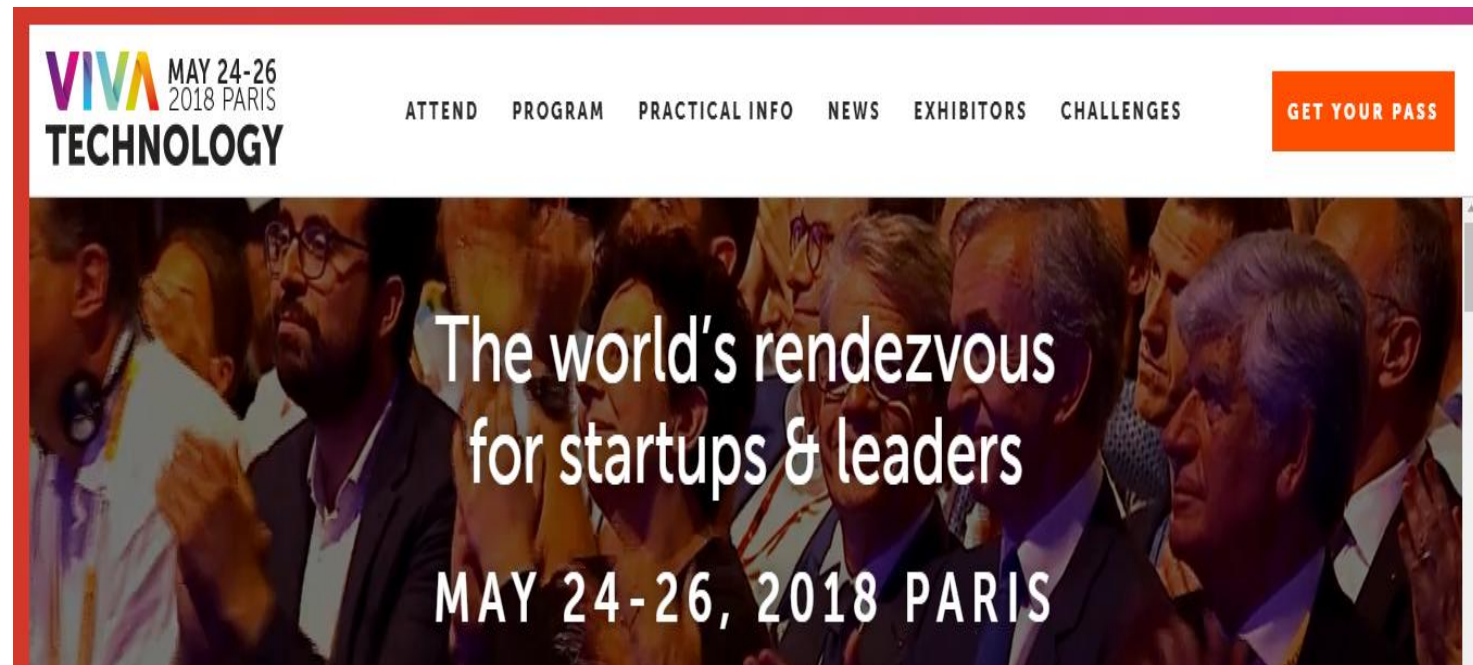 VIVA MAY 24-26
2018 PARIS
TECHNOLOGY
ATTEND PROGRAM PRACTICAL INFO NEWS EXHIBITORS CHALLENGES
GET YOUR PASS
The world's rendezvous
for startups & leaders
MAY 24-26, 2018 PARIS